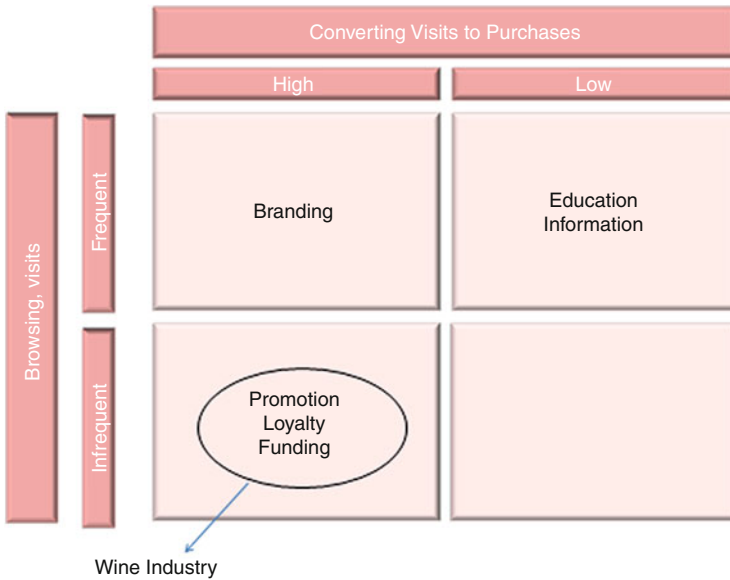 Converting Visits to Purchases
High
Low
Browsing, visits
Frequent
Branding
Education
Information
Infrequent
Promotion
Loyalty
Funding
Wine Industry